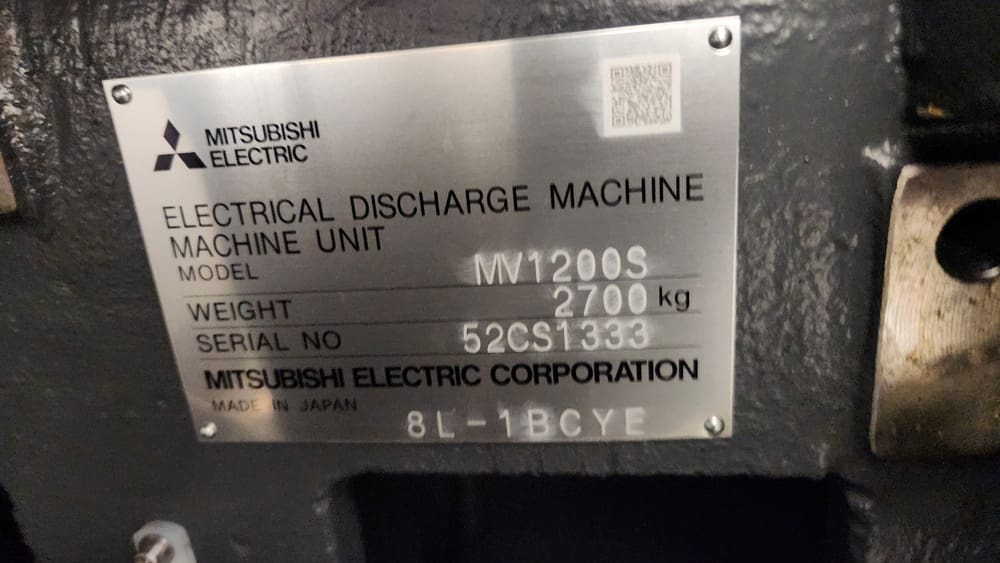 MITSUBISHI
ELECTRIC
ELECTRICAL DISCHARGE MACHINE
MACHINE UNIT
MODEL MV1200S
WEIGHT 2700 kg
SERIAL NO 52CS1333
MITSUBISHI ELECTRIC CORPORATION
MADE IN JAPAN
8L-1BCYE